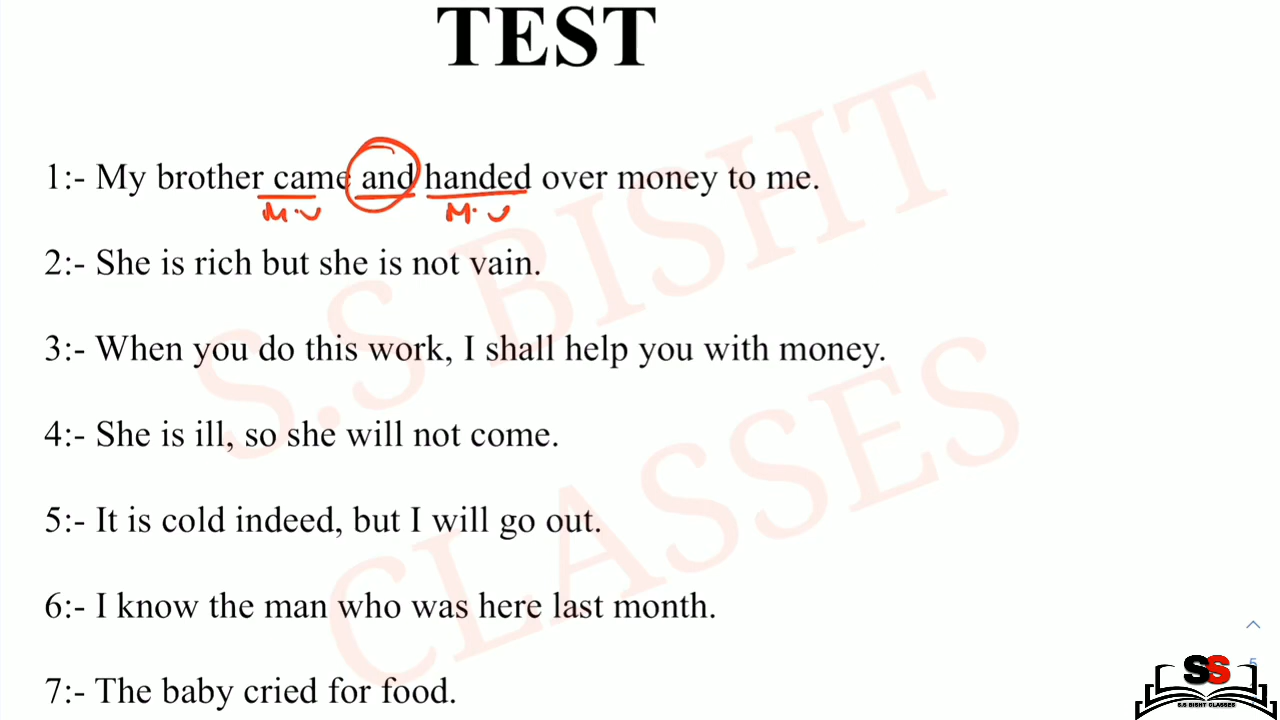 TEST
1:- My brother came and handed over money to me.
M.V M.V
2:- She is rich but she is not vain.
3:- When you do this work, I shall help you with money.
4:- She is ill, so she will not come.
5:- It is cold indeed, but I will go out.
6:- I know the man who was here last month.
7:- The baby cried for food.
S.S BISHT
CLASSES
5
SS
S.S BISHT CLASSES